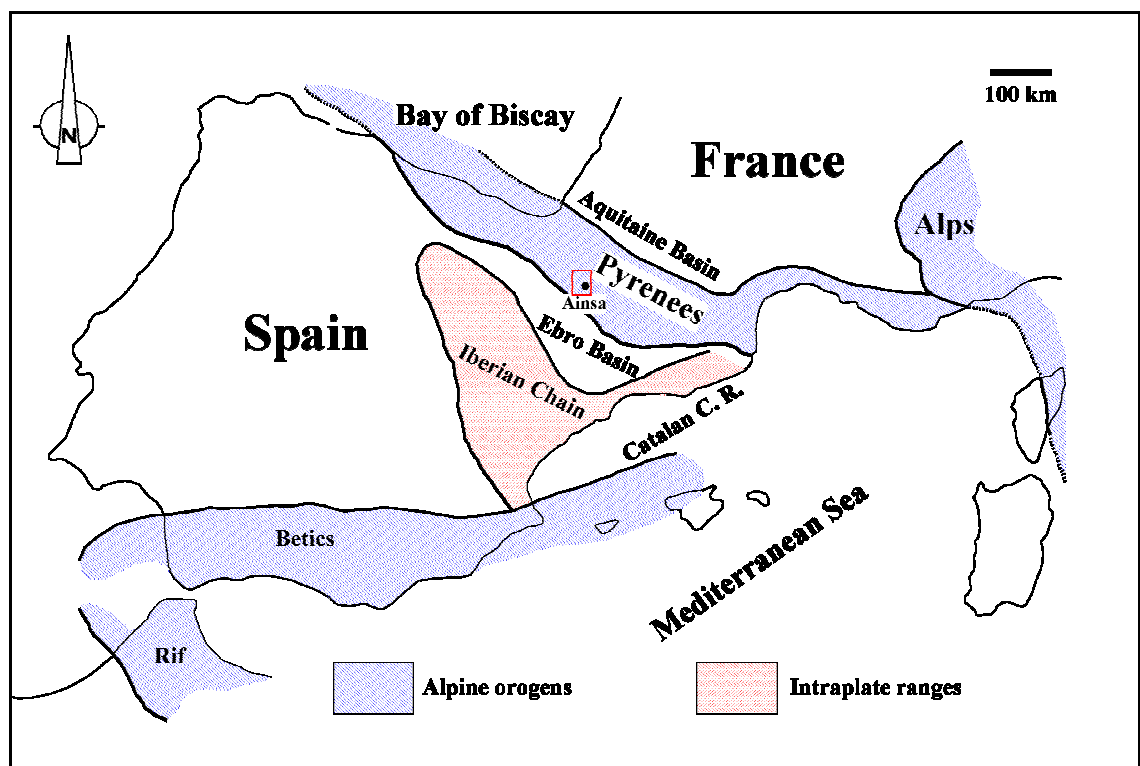 N
100 km
Bay of Biscay
France
Aquitaine Basin
Alps
Pyrenees
Ainsa
Spain
Ebro Basin
Iberian Chain
Catalan C. R.
Mediterranean Sea
Betics
Rif
Alpine orogens
Intraplate ranges